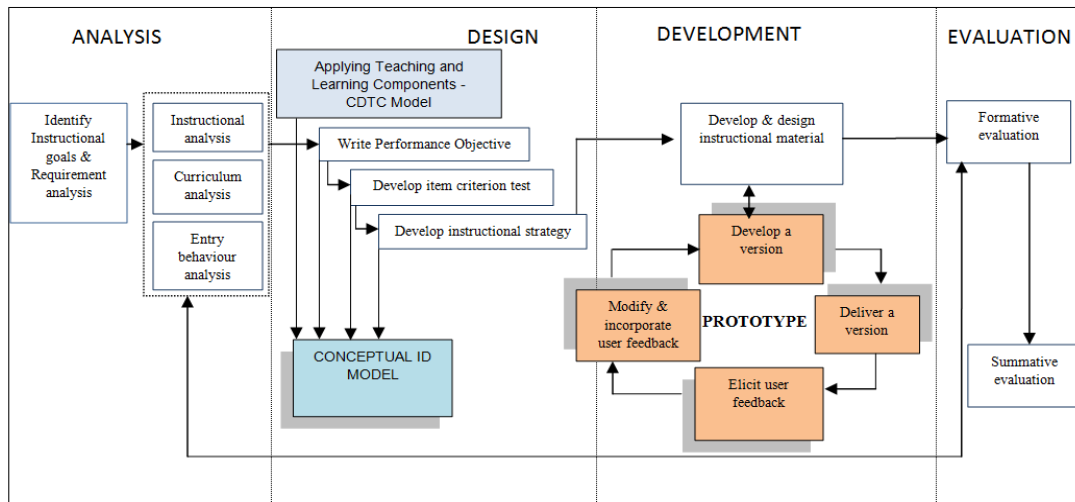 ANALYSIS
DESIGN
DEVELOPMENT
EVALUATION
Identify
Instructional
goals &
Requirement
analysis
Instructional
analysis
Curriculum
analysis
Entry
behaviour
analysis
Applying Teaching and
Learning Components -
CDTC Model
Write Performance Objective
Develop item criterion test
Develop instructional strategy
CONCEPTUAL ID
MODEL
Develop & design
instructional material
Develop a
version
Modify &
incorporate
user feedback
PROTOTYPE
Deliver a
version
Elicit user
feedback
Formative
evaluation
Summative
evaluation